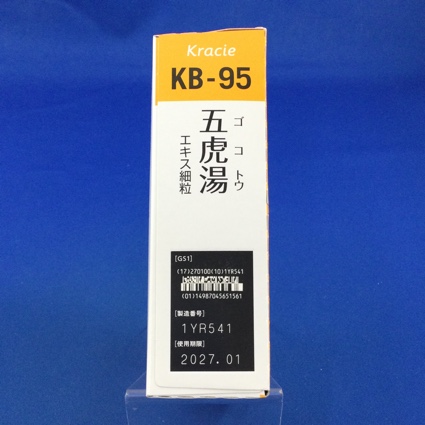 Kracie
KB-95
五虎湯
ゴコトウ
エキス細粒
[GS1]
(17)270100(10)1YR541
(01)14987045651561
[製造番号]
1YR541
[使用期限]
2027.01